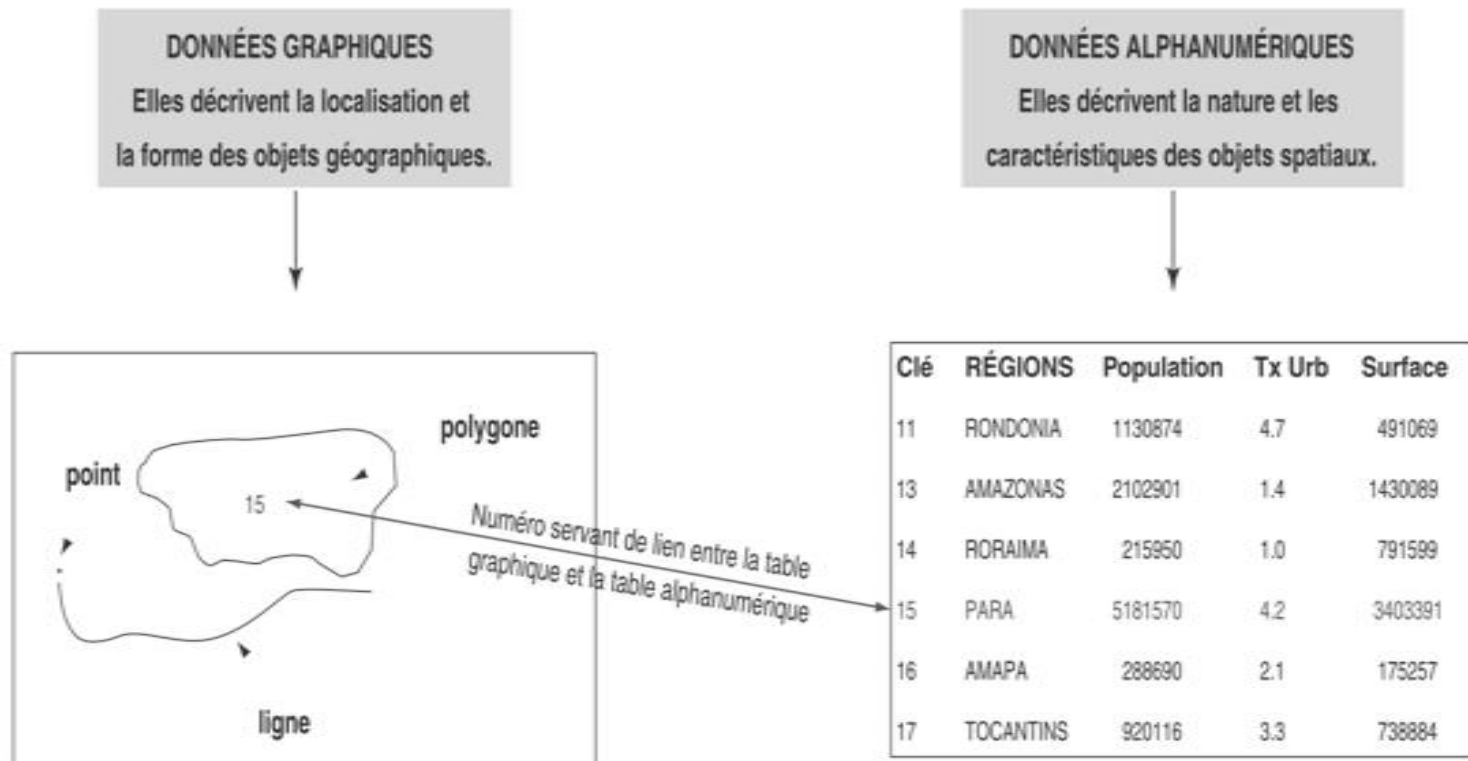 DONNÉES GRAPHIQUES
Elles décrivent la localisation et
la forme des objets géographiques.
DONNÉES ALPHANUMÉRIQUES
Elles décrivent la nature et les
caractéristiques des objets spatiaux.
polygone
point
15
ligne
Numéro servant de lien entre la table
graphique et la table alphanumérique
Clé RÉGIONS Population Tx Urb Surface
11 RONDONIA 1130874 4.7 491069
13 AMAZONAS 2102901 1.4 1430089
14 RORAIMA 215950 1.0 791599
15 PARA 5181570 4.2 3403391
16 AMAPA 288690 2.1 175257
17 TOCANTINS 920116 3.3 738884